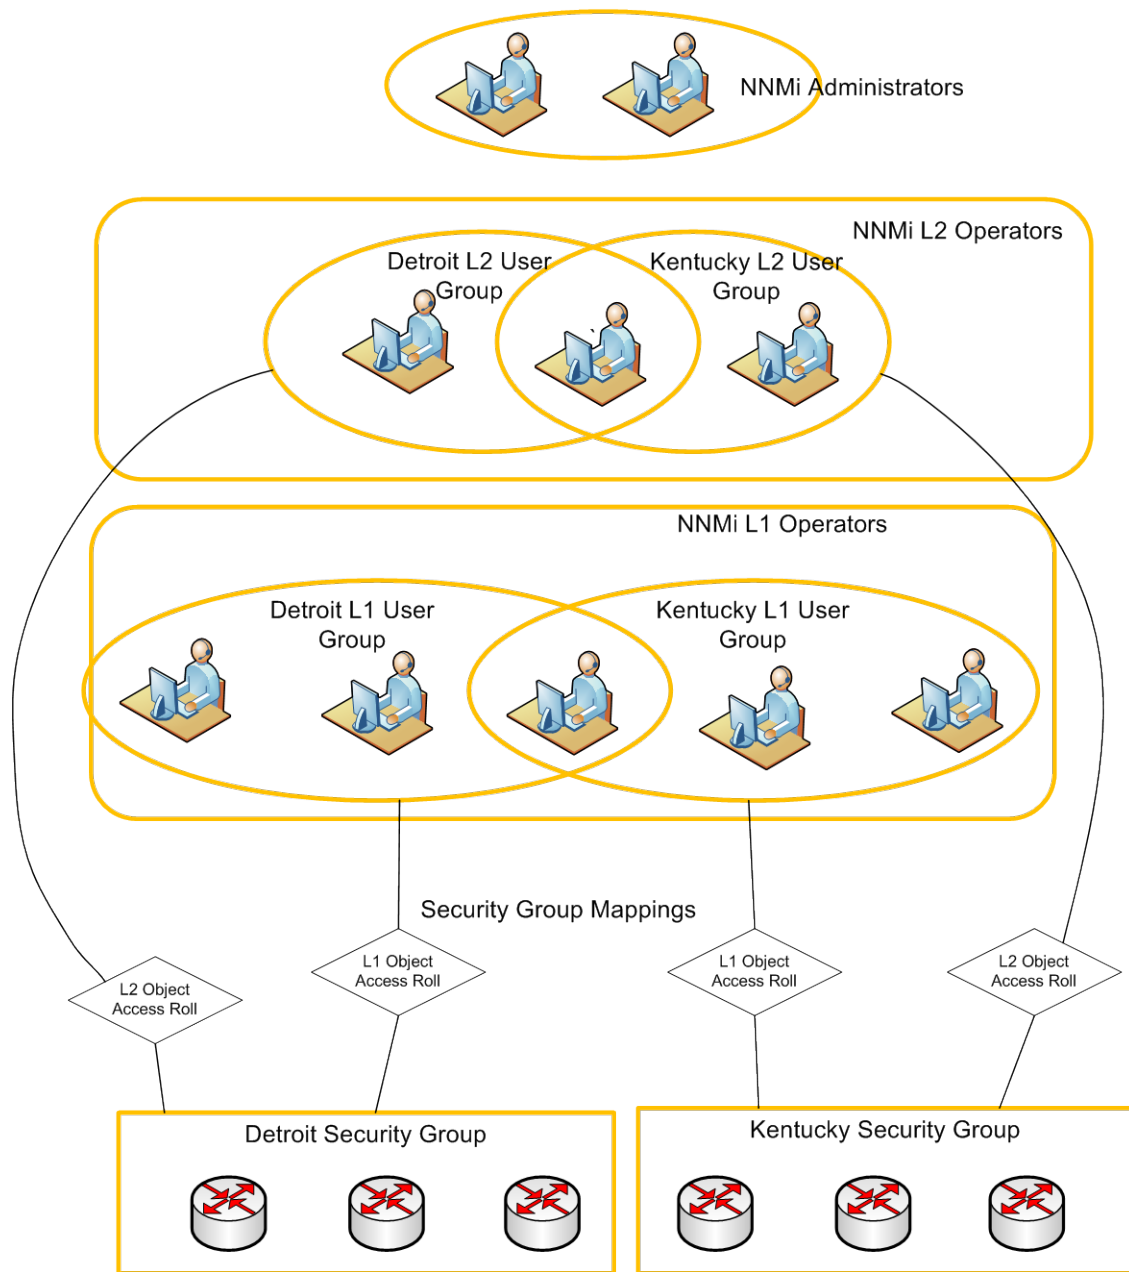 NNMi Administrators
NNMi L2 Operators
Detroit L2 User
Group
Kentucky L2 User
Group
NNMi L1 Operators
Detroit L1 User
Group
Kentucky L1 User
Group
Security Group Mappings
L2 Object
Access Roll
L1 Object
Access Roll
L1 Object
Access Roll
L2 Object
Access Roll
Detroit Security Group
Kentucky Security Group